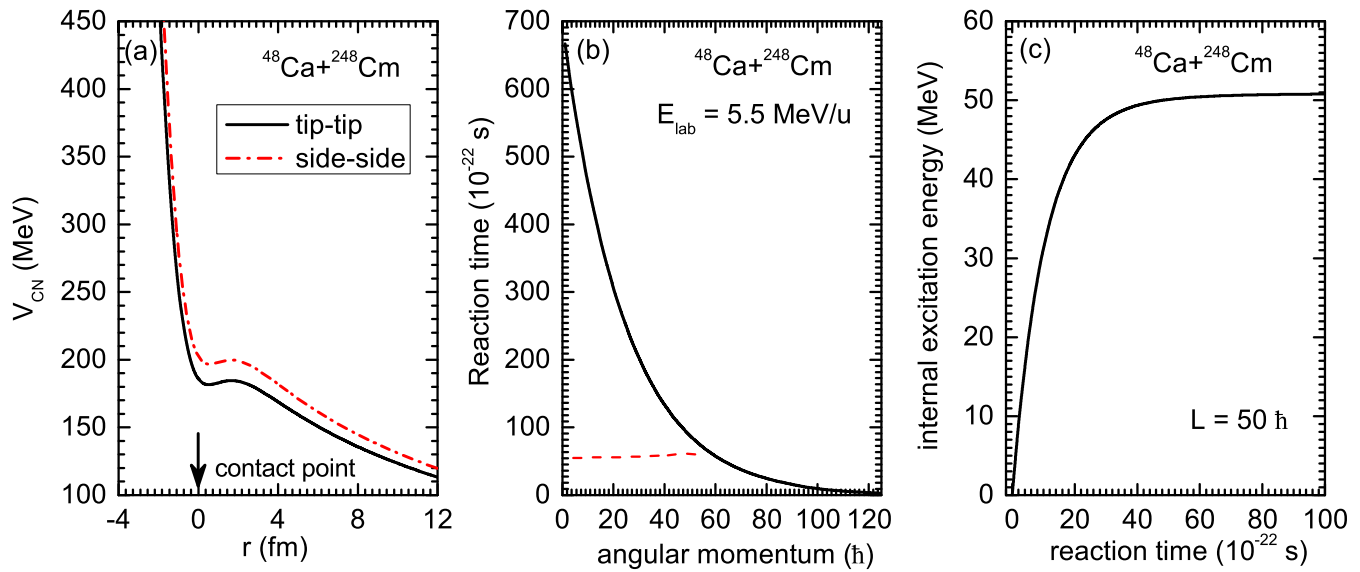 (a)
⁴⁸Ca+²⁴⁸Cm
tip-tip
side-side
contact point
450
400
350
300
250
200
150
100
-4
0
4
8
12
V_CN (MeV)
r (fm)
(b)
⁴⁸Ca+²⁴⁸Cm
E_lab = 5.5 MeV/u
700
600
500
400
300
200
100
0
0
20
40
60
80
100
120
Reaction time (10⁻²² s)
angular momentum (ħ)
(c)
⁴⁸Ca+²⁴⁸Cm
L = 50 ħ
60
50
40
30
20
10
0
0
20
40
60
80
100
internal excitation energy (MeV)
reaction time (10⁻²² s)